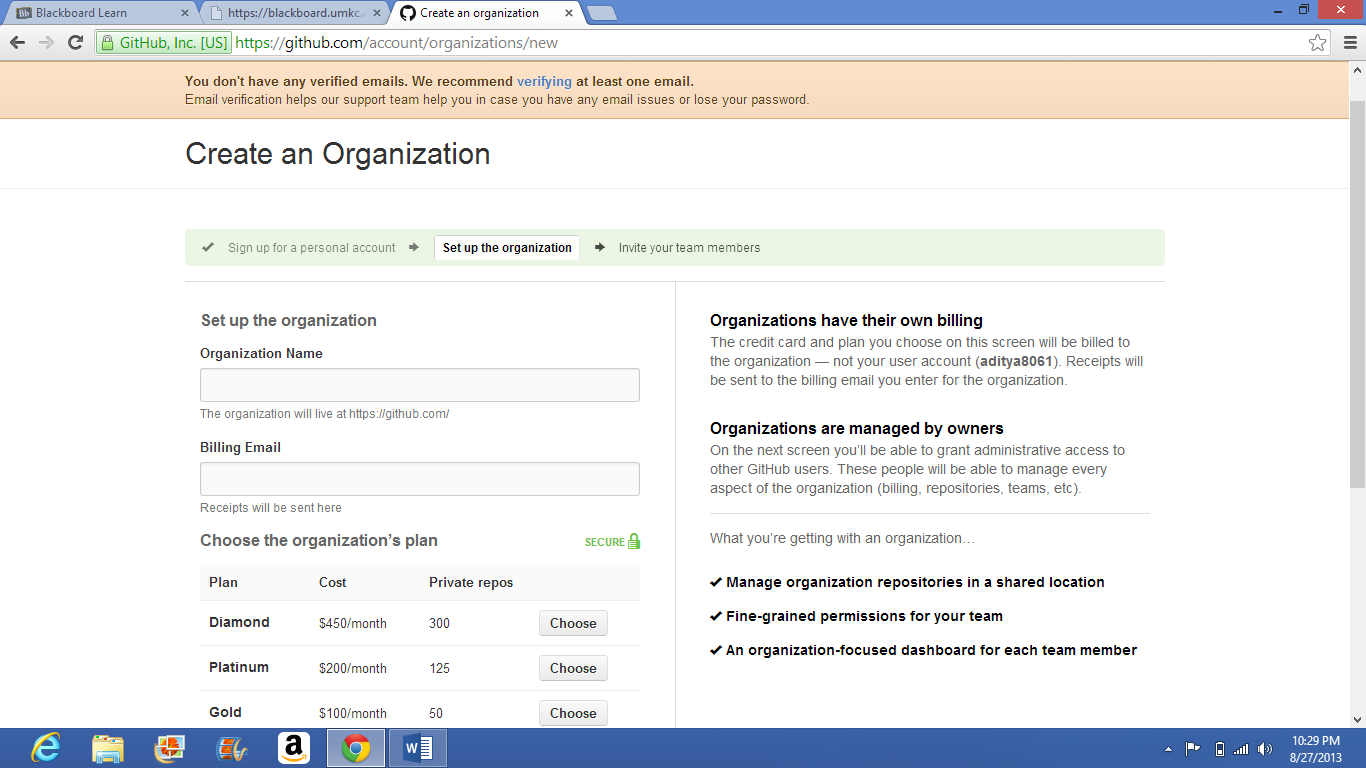 Blackboard Learn
https://blackboard.umkc.
Create an organization
GitHub, Inc. [US] https://github.com/account/organizations/new
You don't have any verified emails. We recommend verifying at least one email.
Email verification helps our support team help you in case you have any email issues or lose your password.
Create an Organization
Sign up for a personal account
Set up the organization
Invite your team members
Set up the organization
Organization Name
The organization will live at https://github.com/
Billing Email
Receipts will be sent here
Choose the organization's plan
SECURE
Plan Cost Private repos
Diamond $450/month 300 Choose
Platinum $200/month 125 Choose
Gold $100/month 50 Choose
Organizations have their own billing
The credit card and plan you choose on this screen will be billed to
the organization — not your user account (aditya8061). Receipts will
be sent to the billing email you enter for the organization.
Organizations are managed by owners
On the next screen you'll be able to grant administrative access to
other GitHub users. These people will be able to manage every
aspect of the organization (billing, repositories, teams, etc).
What you're getting with an organization…
Manage organization repositories in a shared location
Fine-grained permissions for your team
An organization-focused dashboard for each team member
10:29 PM
8/27/2013